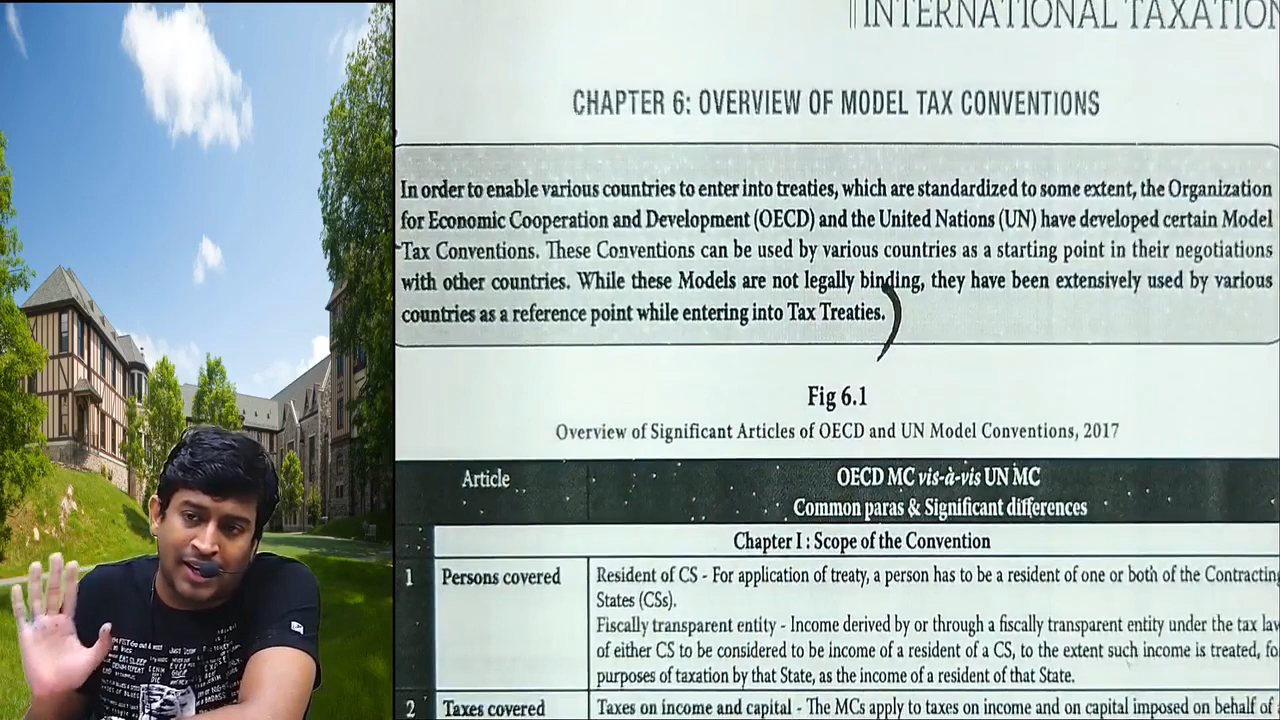 INTERNATIONAL TAXATION
CHAPTER 6: OVERVIEW OF MODEL TAX CONVENTIONS
In order to enable various countries to enter into treaties, which are standardized to some extent, the Organization
for Economic Cooperation and Development (OECD) and the United Nations (UN) have developed certain Model
Tax Conventions. These Conventions can be used by various countries as a starting point in their negotiations
with other countries. While these Models are not legally binding, they have been extensively used by various
countries as a reference point while entering into Tax Treaties.
Fig 6.1
Overview of Significant Articles of OECD and UN Model Conventions, 2017
Article
OECD MC vis-à-vis UN MC
Common paras & Significant differences
Chapter I : Scope of the Convention
1 Persons covered
Resident of CS - For application of treaty, a person has to be a resident of one or both of the Contracting
States (CSs).
Fiscally transparent entity - Income derived by or through a fiscally transparent entity under the tax law
of either CS to be considered to be income of a resident of a CS, to the extent such income is treated, fo
purposes of taxation by that State, as the income of a resident of that State.
2 Taxes covered
Taxes on income and capital - The MCs apply to taxes on income and on capital imposed on behalf of